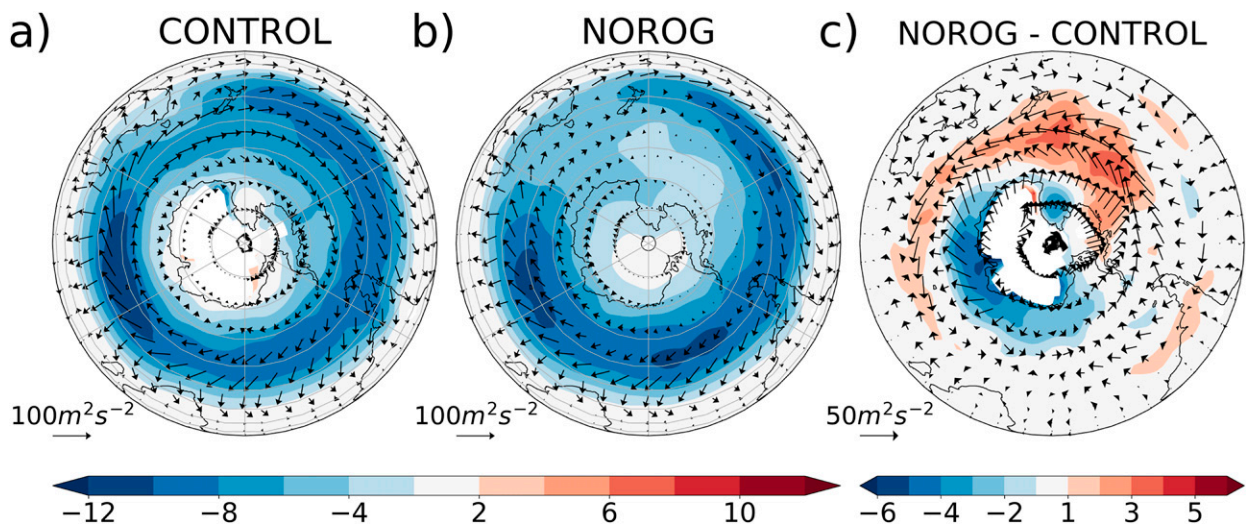 a) CONTROL b) NOROG c) NOROG - CONTROL
100m²s⁻² 100m²s⁻² 50m²s⁻²
−12 −8 −4 2 6 10 −6 −4 −2 1 3 5